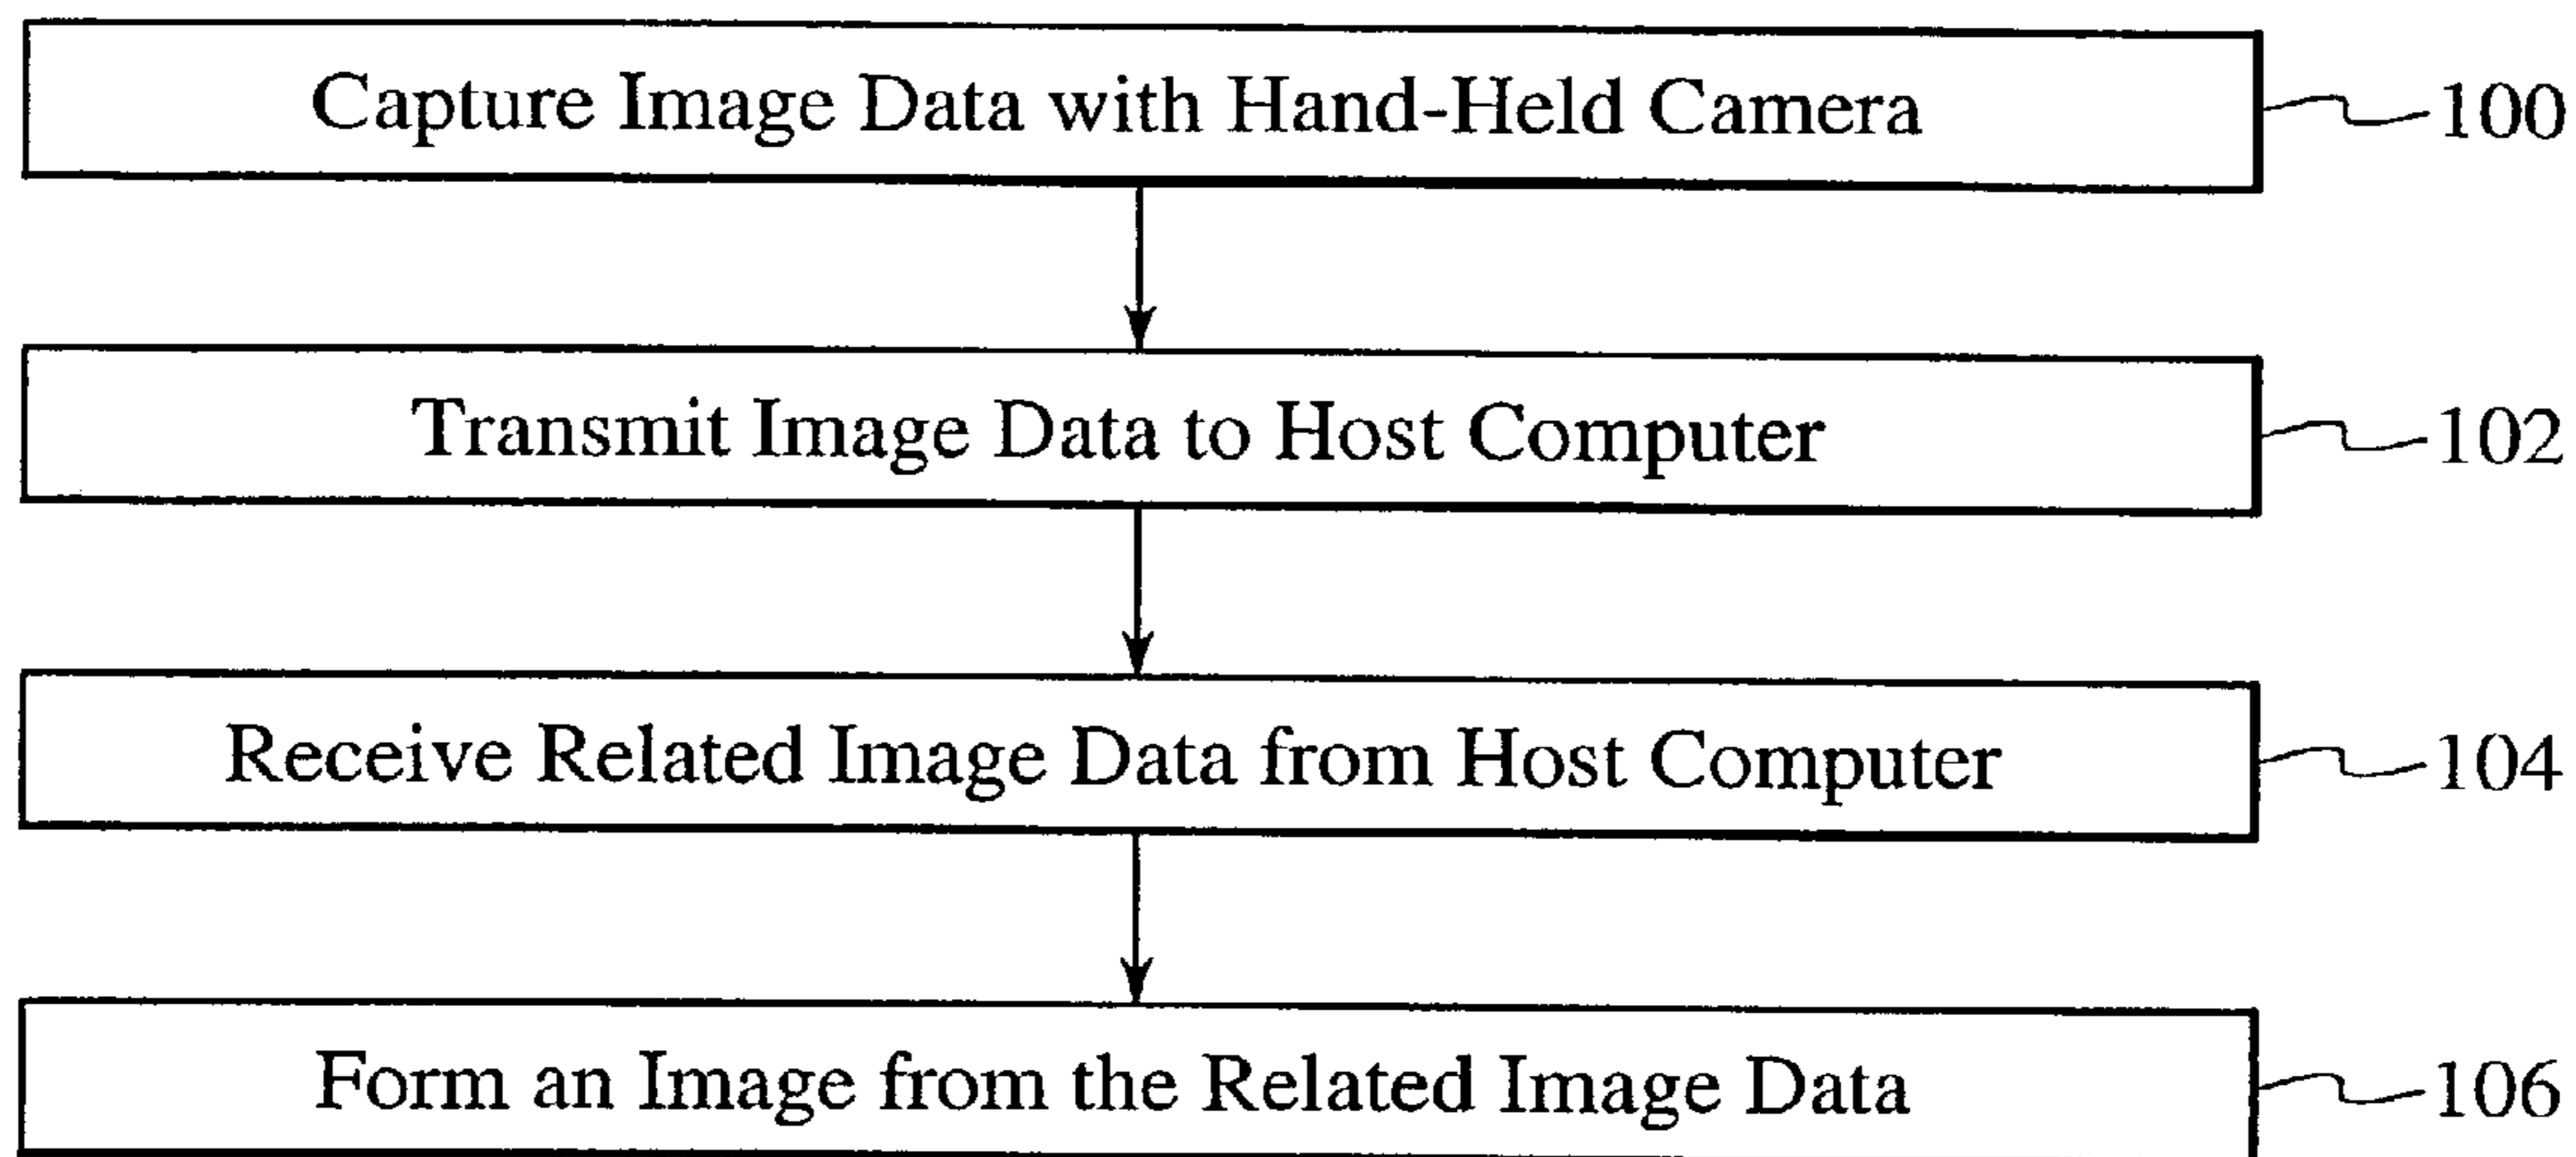 Capture Image Data with Hand-Held Camera
100
Transmit Image Data to Host Computer
102
Receive Related Image Data from Host Computer
104
Form an Image from the Related Image Data
106